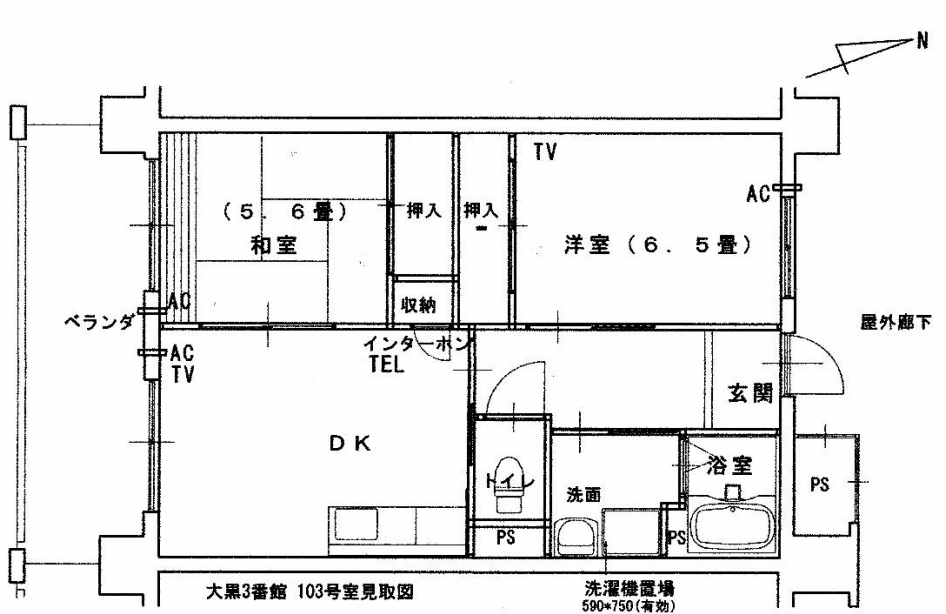 N
TV
AC
(5.6畳)
和室
押入
押入
洋室(6.5畳)
収納
AC
ベランダ
屋外廊下
インターホン
TEL
AC
TV
玄関
DK
浴室
トイレ
洗面
PS
PS
PS
大黒3番館 103号室見取図
洗濯機置場
590*750(有効)